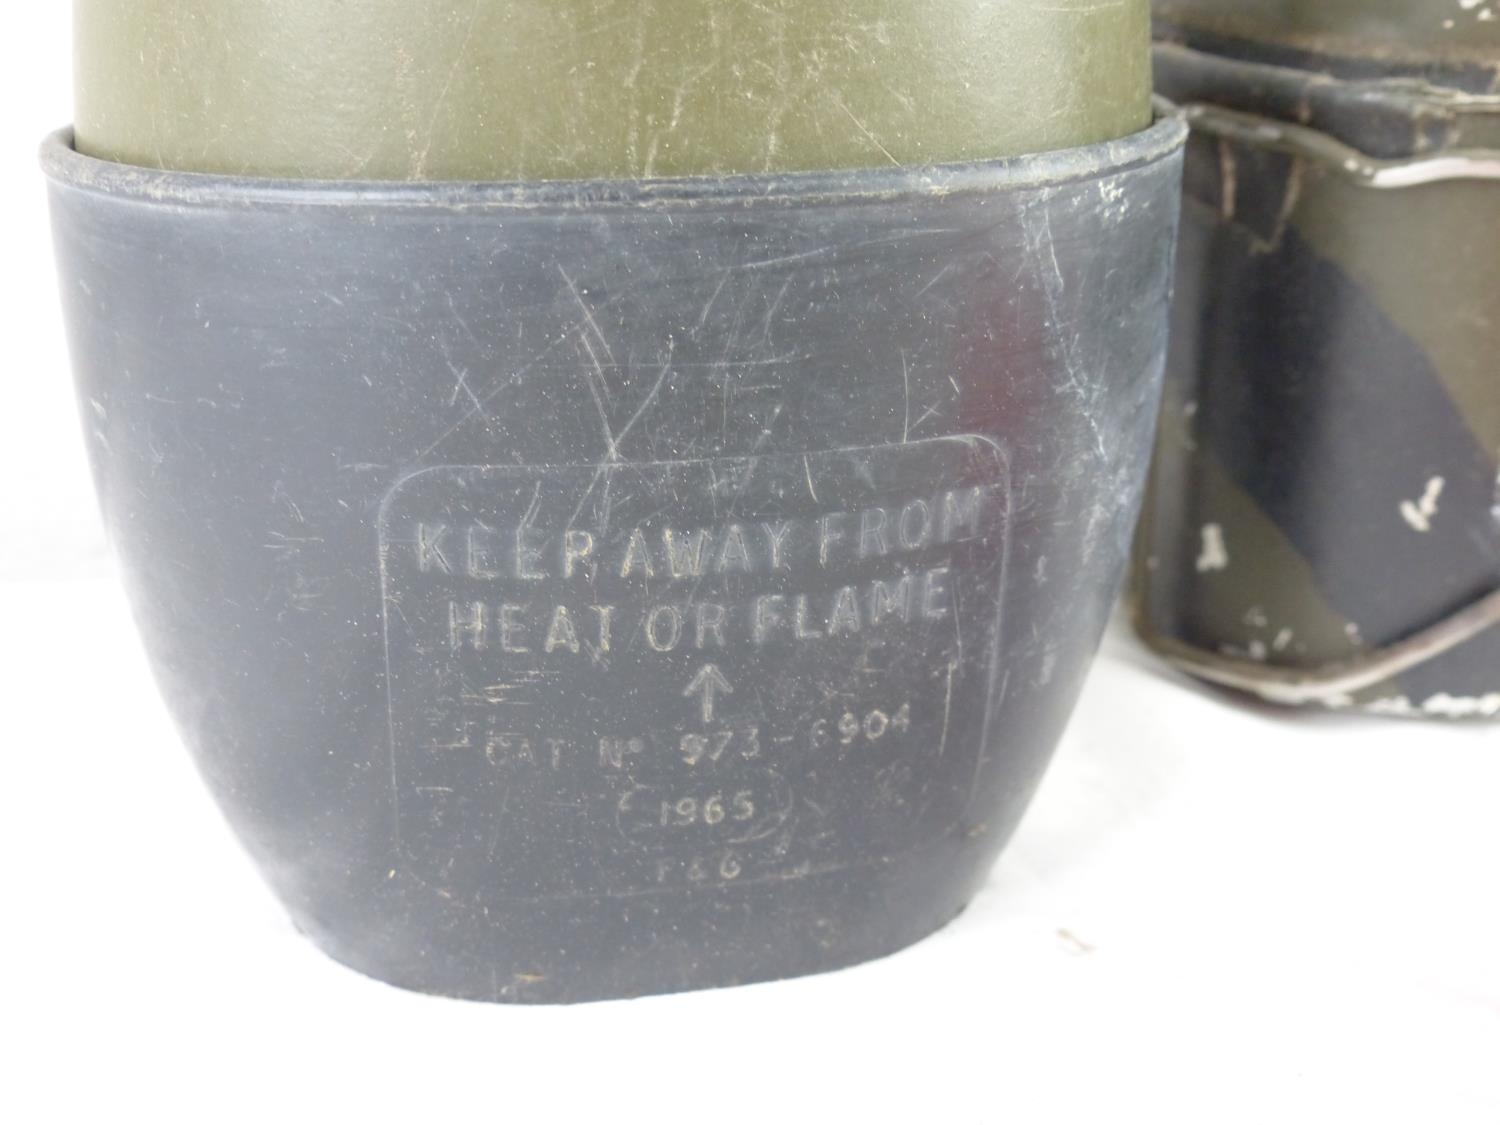 KEEP AWAY FROM
HEAT OR FLAME
↑
CAT Nº 973-6904
1965
F & G